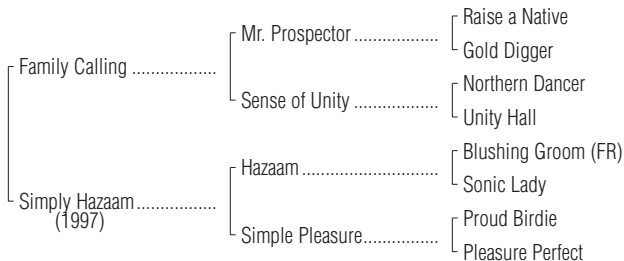 Raise a Native
Mr. Prospector ..................
Gold Digger
Family Calling ..................
Northern Dancer
Sense of Unity ..................
Unity Hall
Blushing Groom (FR)
Hazaam .............................
Sonic Lady
Simply Hazaam .................
(1997)
Proud Birdie
Simple Pleasure ................
Pleasure Perfect